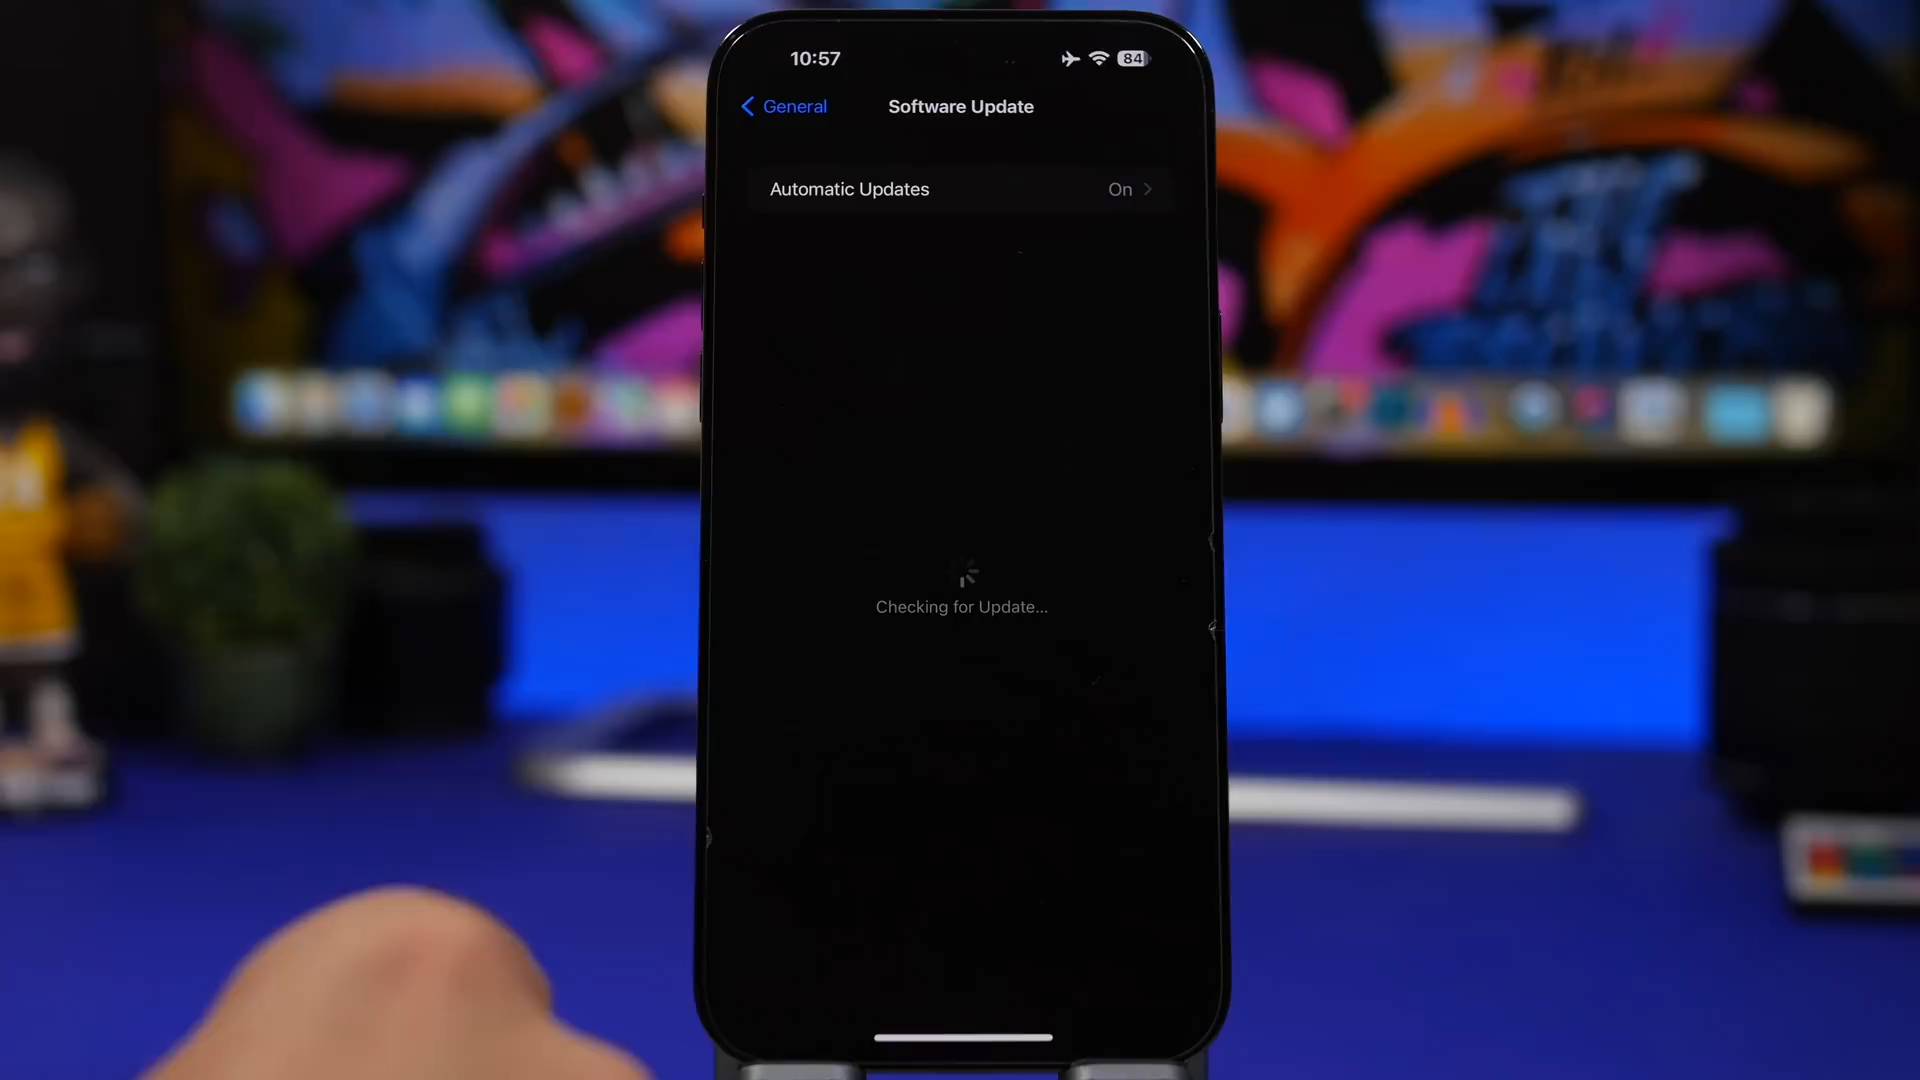 10:57
84
General
Software Update
Automatic Updates
On
Checking for Update...